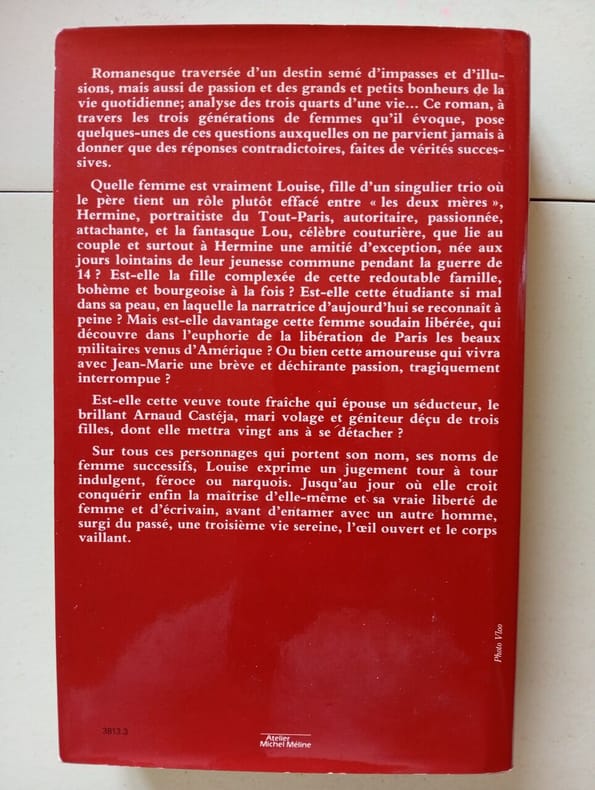 Romanesque traversée d'un destin semé d'impasses et d'illu-
sions, mais aussi de passion et des grands et petits bonheurs de la
vie quotidienne; analyse des trois quarts d'une vie... Ce roman, à
travers les trois générations de femmes qu'il évoque, pose
quelques-unes de ces questions auxquelles on ne parvient jamais à
donner que des réponses contradictoires, faites de vérités succes-
sives.
Quelle femme est vraiment Louise, fille d'un singulier trio où
le père tient un rôle plutôt effacé entre « les deux mères »,
Hermine, portraitiste du Tout-Paris, autoritaire, passionnée,
attachante, et la fantasque Lou, célèbre couturière, que lie au
couple et surtout à Hermine une amitié d'exception, née aux
jours lointains de leur jeunesse commune pendant la guerre de
14 ? Est-elle la fille complexée de cette redoutable famille,
bohème et bourgeoise à la fois ? Est-elle cette étudiante si mal
dans sa peau, en laquelle la narratrice d'aujourd'hui se reconnaît à
peine ? Mais est-elle davantage cette femme soudain libérée, qui
découvre dans l'euphorie de la libération de Paris les beaux
militaires venus d'Amérique ? Ou bien cette amoureuse qui vivra
avec Jean-Marie une brève et déchirante passion, tragiquement
interrompue ?
Est-elle cette veuve toute fraîche qui épouse un séducteur, le
brillant Arnaud Castéja, mari volage et géniteur déçu de trois
filles, dont elle mettra vingt ans à se détacher ?
Sur tous ces personnages qui portent son nom, ses noms de
femme successifs, Louise exprime un jugement tour à tour
indulgent, féroce ou narquois. Jusqu'au jour où elle croit
conquérir enfin la maîtrise d'elle-même et sa vraie liberté de
femme et d'écrivain, avant d'entamer avec un autre homme,
surgi du passé, une troisième vie sereine, l'œil ouvert et le corps
vaillant.
Photo Vloo
3813.3
Atelier
Michel Méline